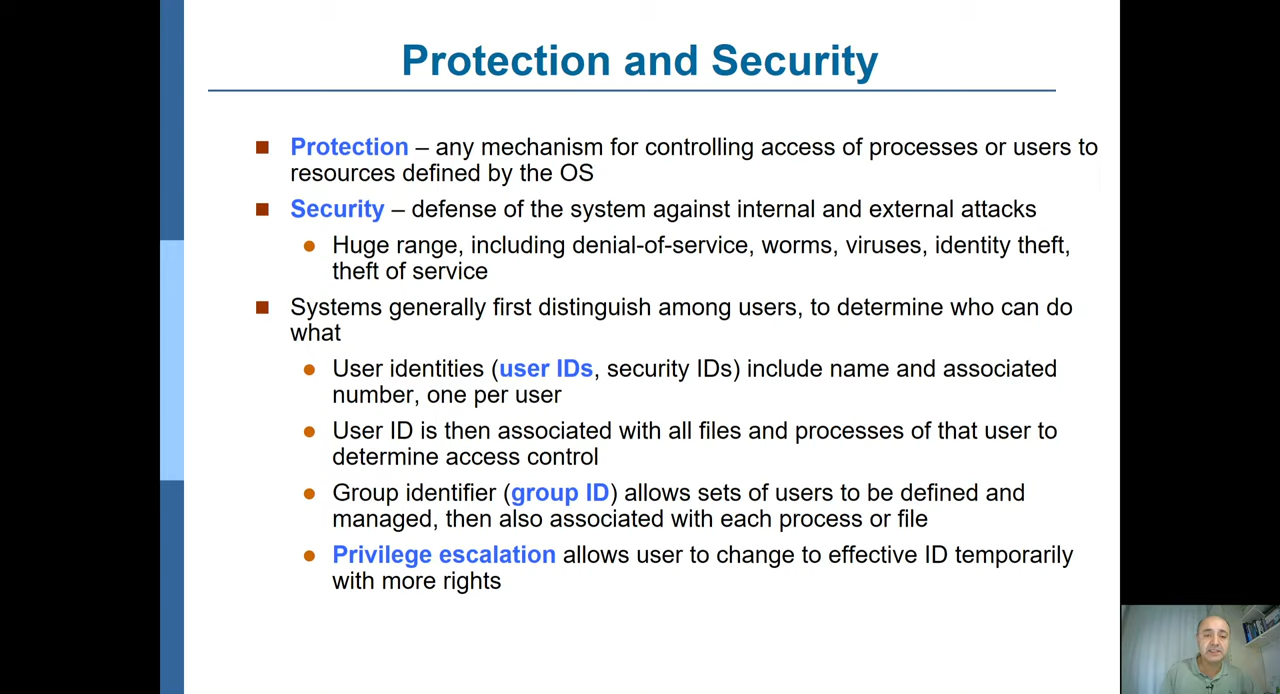 Protection and Security
Protection – any mechanism for controlling access of processes or users to
resources defined by the OS
Security – defense of the system against internal and external attacks
Huge range, including denial-of-service, worms, viruses, identity theft,
theft of service
Systems generally first distinguish among users, to determine who can do
what
User identities (user IDs, security IDs) include name and associated
number, one per user
User ID is then associated with all files and processes of that user to
determine access control
Group identifier (group ID) allows sets of users to be defined and
managed, then also associated with each process or file
Privilege escalation allows user to change to effective ID temporarily
with more rights